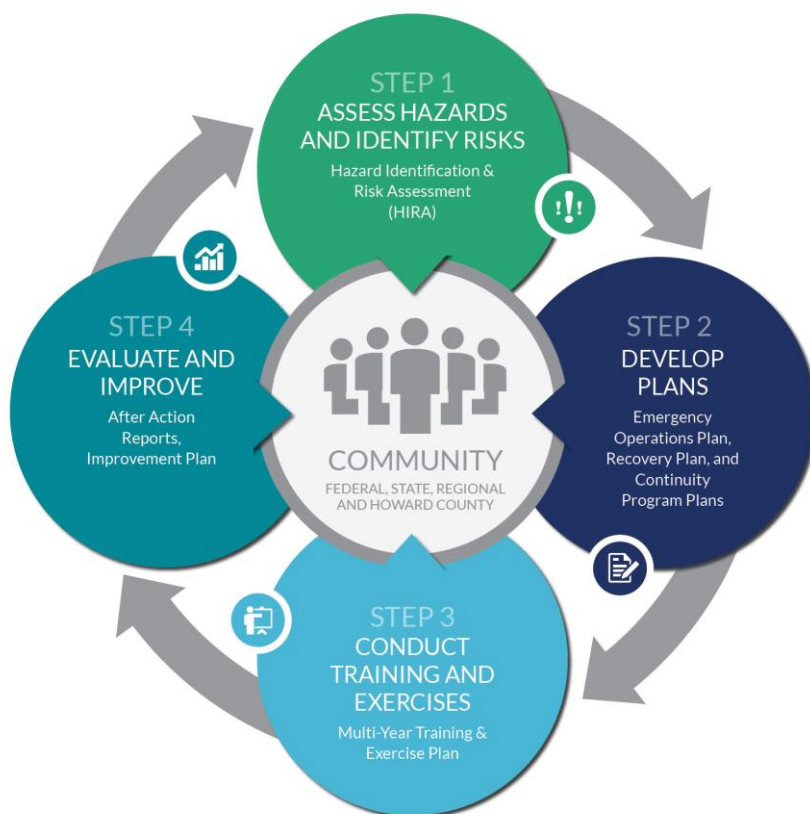 STEP 1
ASSESS HAZARDS
AND IDENTIFY RISKS
Hazard Identification &
Risk Assessment
(HIRA)
STEP 2
DEVELOP
PLANS
Emergency
Operations Plan,
Recovery Plan, and
Continuity
Program Plans
STEP 3
CONDUCT
TRAINING AND
EXERCISES
Multi-Year Training &
Exercise Plan
STEP 4
EVALUATE AND
IMPROVE
After Action
Reports,
Improvement Plan
COMMUNITY
FEDERAL, STATE, REGIONAL
AND HOWARD COUNTY